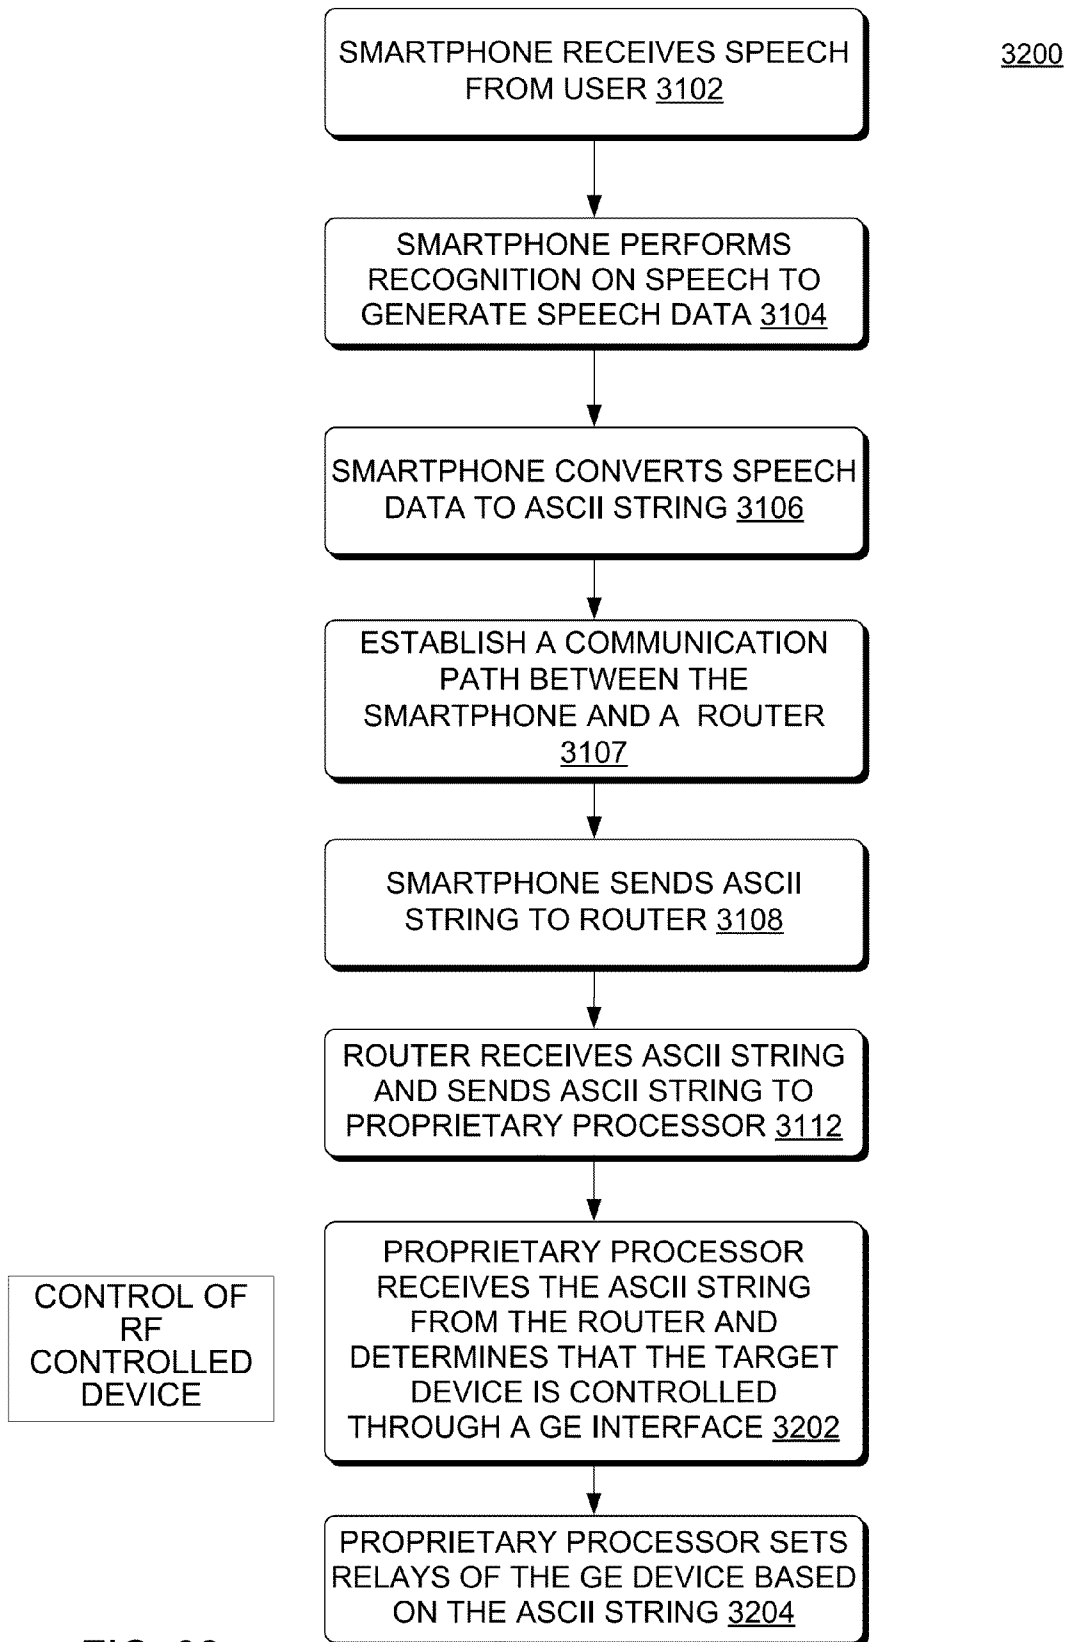 3200
SMARTPHONE RECEIVES SPEECH
FROM USER 3102
SMARTPHONE PERFORMS
RECOGNITION ON SPEECH TO
GENERATE SPEECH DATA 3104
SMARTPHONE CONVERTS SPEECH
DATA TO ASCII STRING 3106
ESTABLISH A COMMUNICATION
PATH BETWEEN THE
SMARTPHONE AND A ROUTER
3107
SMARTPHONE SENDS ASCII
STRING TO ROUTER 3108
ROUTER RECEIVES ASCII STRING
AND SENDS ASCII STRING TO
PROPRIETARY PROCESSOR 3112
CONTROL OF
RF
CONTROLLED
DEVICE
PROPRIETARY PROCESSOR
RECEIVES THE ASCII STRING
FROM THE ROUTER AND
DETERMINES THAT THE TARGET
DEVICE IS CONTROLLED
THROUGH A GE INTERFACE 3202
PROPRIETARY PROCESSOR SETS
RELAYS OF THE GE DEVICE BASED
ON THE ASCII STRING 3204